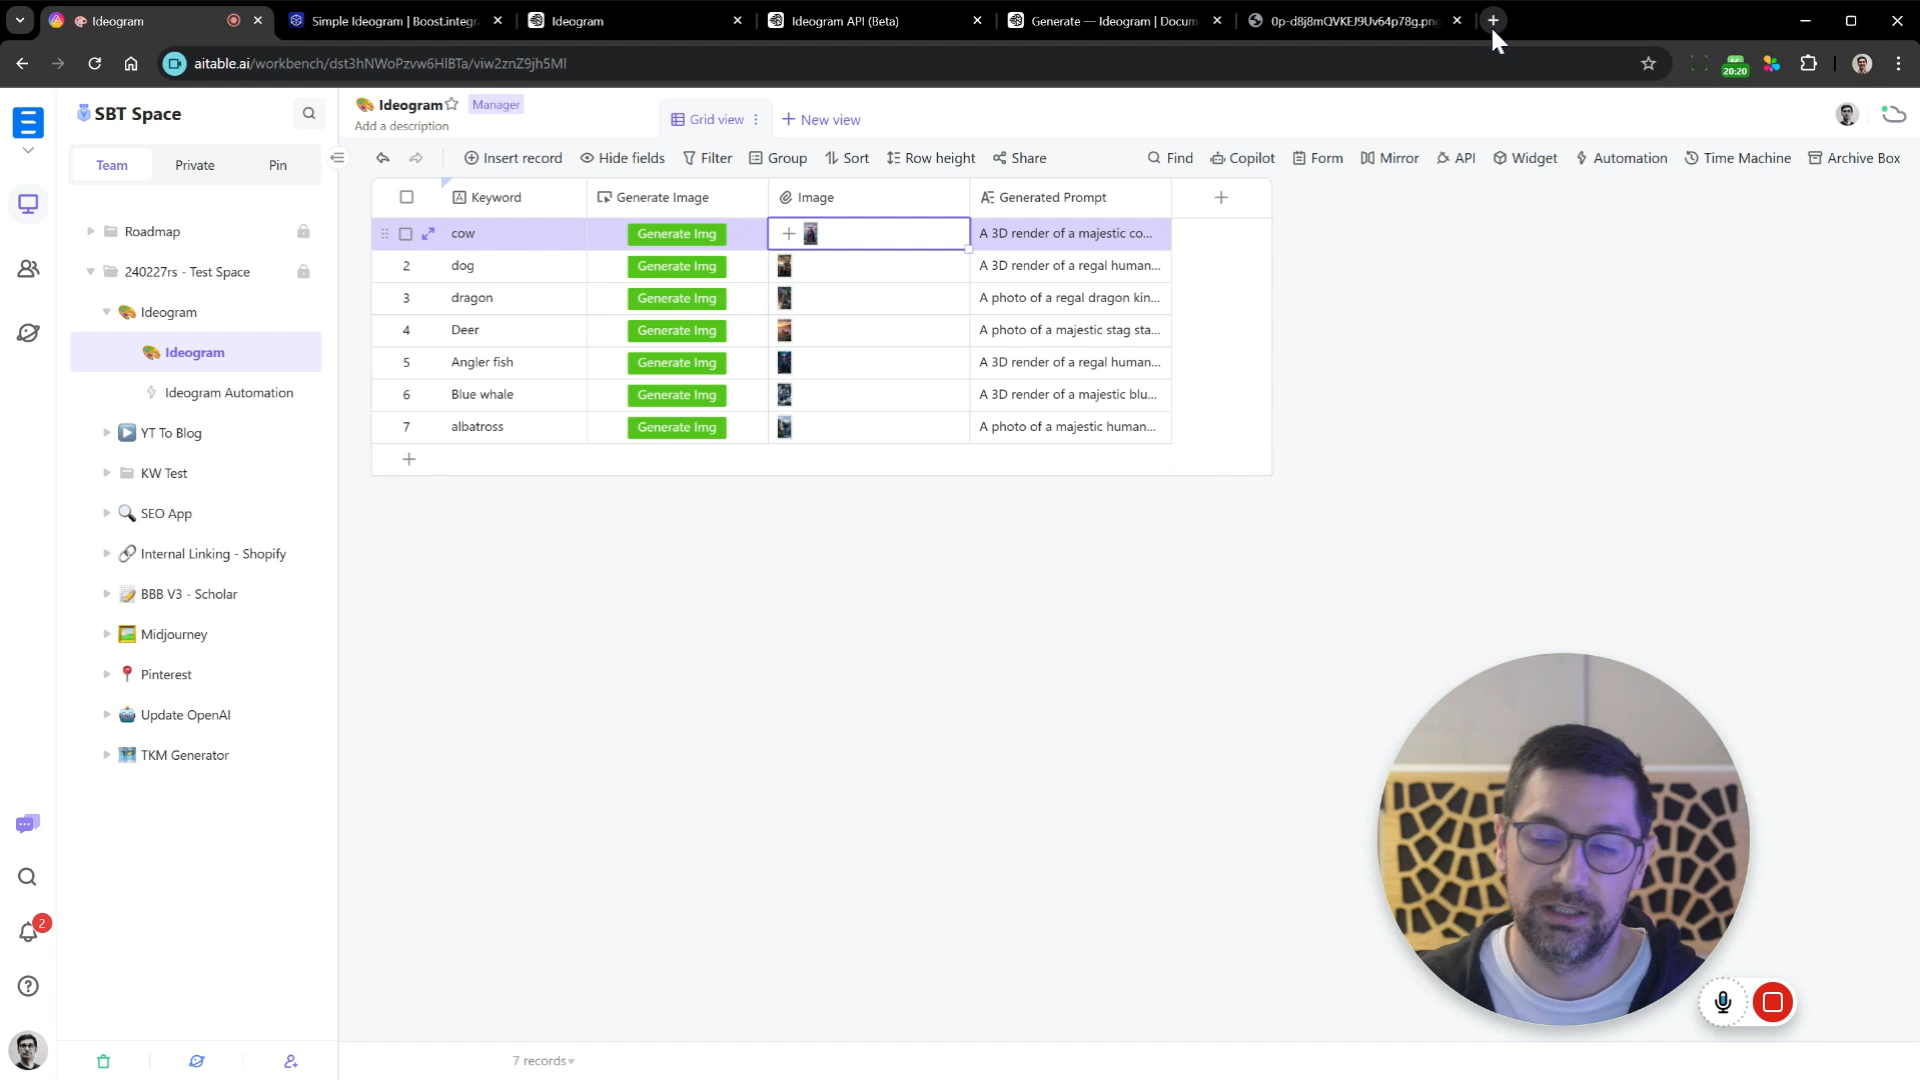 Ideogram
Simple Ideogram | Boost.integr
Ideogram
Ideogram API (Beta)
Generate — Ideogram | Docum
0p-d8j8mQVKEJ9Uv64p78g.pn
aitable.ai/workbench/dst3hNWoPzvw6HlBTa/viw2znZ9jh5Ml
20:20
SBT Space
Ideogram
Manager
Add a description
Grid view
New view
Team
Private
Pin
Insert record
Hide fields
Filter
Group
Sort
Row height
Share
Find
Copilot
Form
Mirror
API
Widget
Automation
Time Machine
Archive Box
Keyword
Generate Image
Image
Generated Prompt
cow
Generate Img
A 3D render of a majestic co...
2
dog
Generate Img
A 3D render of a regal human...
3
dragon
Generate Img
A photo of a regal dragon kin...
4
Deer
Generate Img
A photo of a majestic stag sta...
5
Angler fish
Generate Img
A 3D render of a regal human...
6
Blue whale
Generate Img
A 3D render of a majestic blu...
7
albatross
Generate Img
A photo of a majestic human...
Roadmap
240227rs - Test Space
Ideogram
Ideogram
Ideogram Automation
YT To Blog
KW Test
SEO App
Internal Linking - Shopify
BBB V3 - Scholar
Midjourney
Pinterest
Update OpenAI
TKM Generator
2
7 records